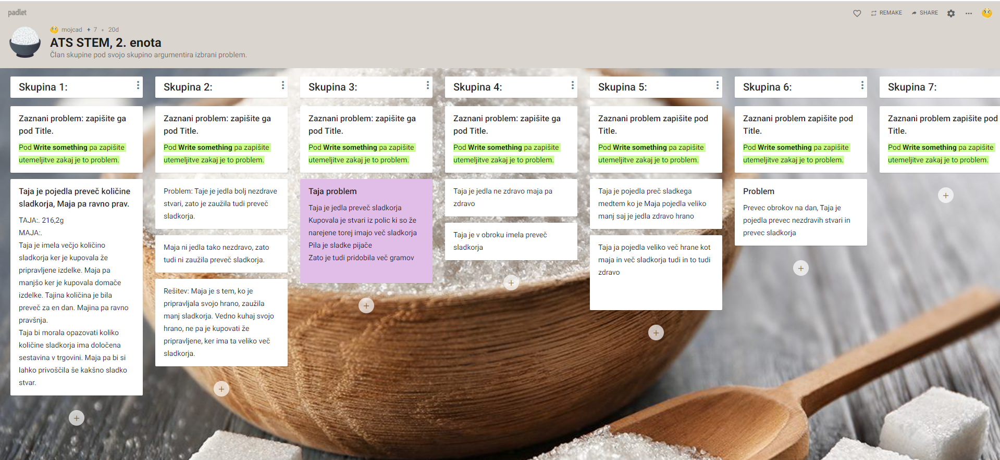 padlet
REMAKE
SHARE
mojcad + 7 • 20d
ATS STEM, 2. enota
Član skupine pod svojo skupino argumentira izbrani problem.
Skupina 1:
Zaznani problem: zapišite ga
pod Title.
Pod Write something pa zapišite
utemeljitve zakaj je to problem.
Taja je pojedla preveč količine
sladkorja, Maja pa ravno prav.
TAJA:. 216,2g
MAJA:.
Taja je imela večjo količino
sladkorja ker je kupovala že
pripravljene izdelke. Maja pa
manjšo ker je kupovala domače
izdelke. Tajina količina je bila
preveč za en dan. Majina pa ravno
pravšnja.
Taja bi morala opazovati koliko
količine sladkorja ima določena
sestavina v trgovini. Maja pa bi si
lahko privoščila še kakšno sladko
stvar.
Skupina 2:
Zaznani problem: zapišite ga
pod Title.
Pod Write something pa zapišite
utemeljitve zakaj je to problem.
Problem: Taje je jedla bolj nezdrave
stvari, zato je zaužila tudi preveč
sladkorja.
Maja ni jedla tako nezdravo, zato
tudi ni zaužila preveč sladkorja.
Rešitev: Maja je s tem, ko je
pripravljala svojo hrano, zaužila
manj sladkorja. Vedno kuhaj svojo
hrano, ne pa je kupovati že
pripravljene, ker ima ta veliko več
sladkorja.
Skupina 3:
Zaznani problem: zapišite ga
pod Title.
Pod Write something pa zapišite
utemeljitve zakaj je to problem.
Taja problem
Taja je jedla preveč sladkorja
Kupovala je stvari iz polic ki so že
narejene torej imajo več sladkorja
Pila je sladke pijače
Zato je tudi pridobila več gramov
Skupina 4:
Zaznani problem: zapišite ga
pod Title.
Pod Write something pa zapišite
utemeljitve zakaj je to problem.
Taja je jedla ne zdravo maja pa
zdravo
Taja je v obroku imela preveč
sladkorja
Skupina 5:
Zaznani problem zapišite pod
Title.
Pod Write something pa zapišite
utemeljitve zakaj je to problem.
Taja je pojedla preč sladkega
medtem ko je Maja pojedla veliko
manj saj je jedla zdravo hrano
Taja ja pojedla veliko več hrane kot
maja in več sladkorja tudi in to tudi
zdravo
Skupina 6:
Zaznani problem zapišite pod
Title.
Pod Write something pa zapišite
utemeljitve zakaj je to problem.
Problem
Prevec obrokov na dan, Taja je
pojedla prevec nezdravih stvari in
prevec sladkorja
Skupina 7:
Zaznani problem zapišite pod
Title.
Pod Write something pa zapišite
utemeljitve zakaj je to problem.